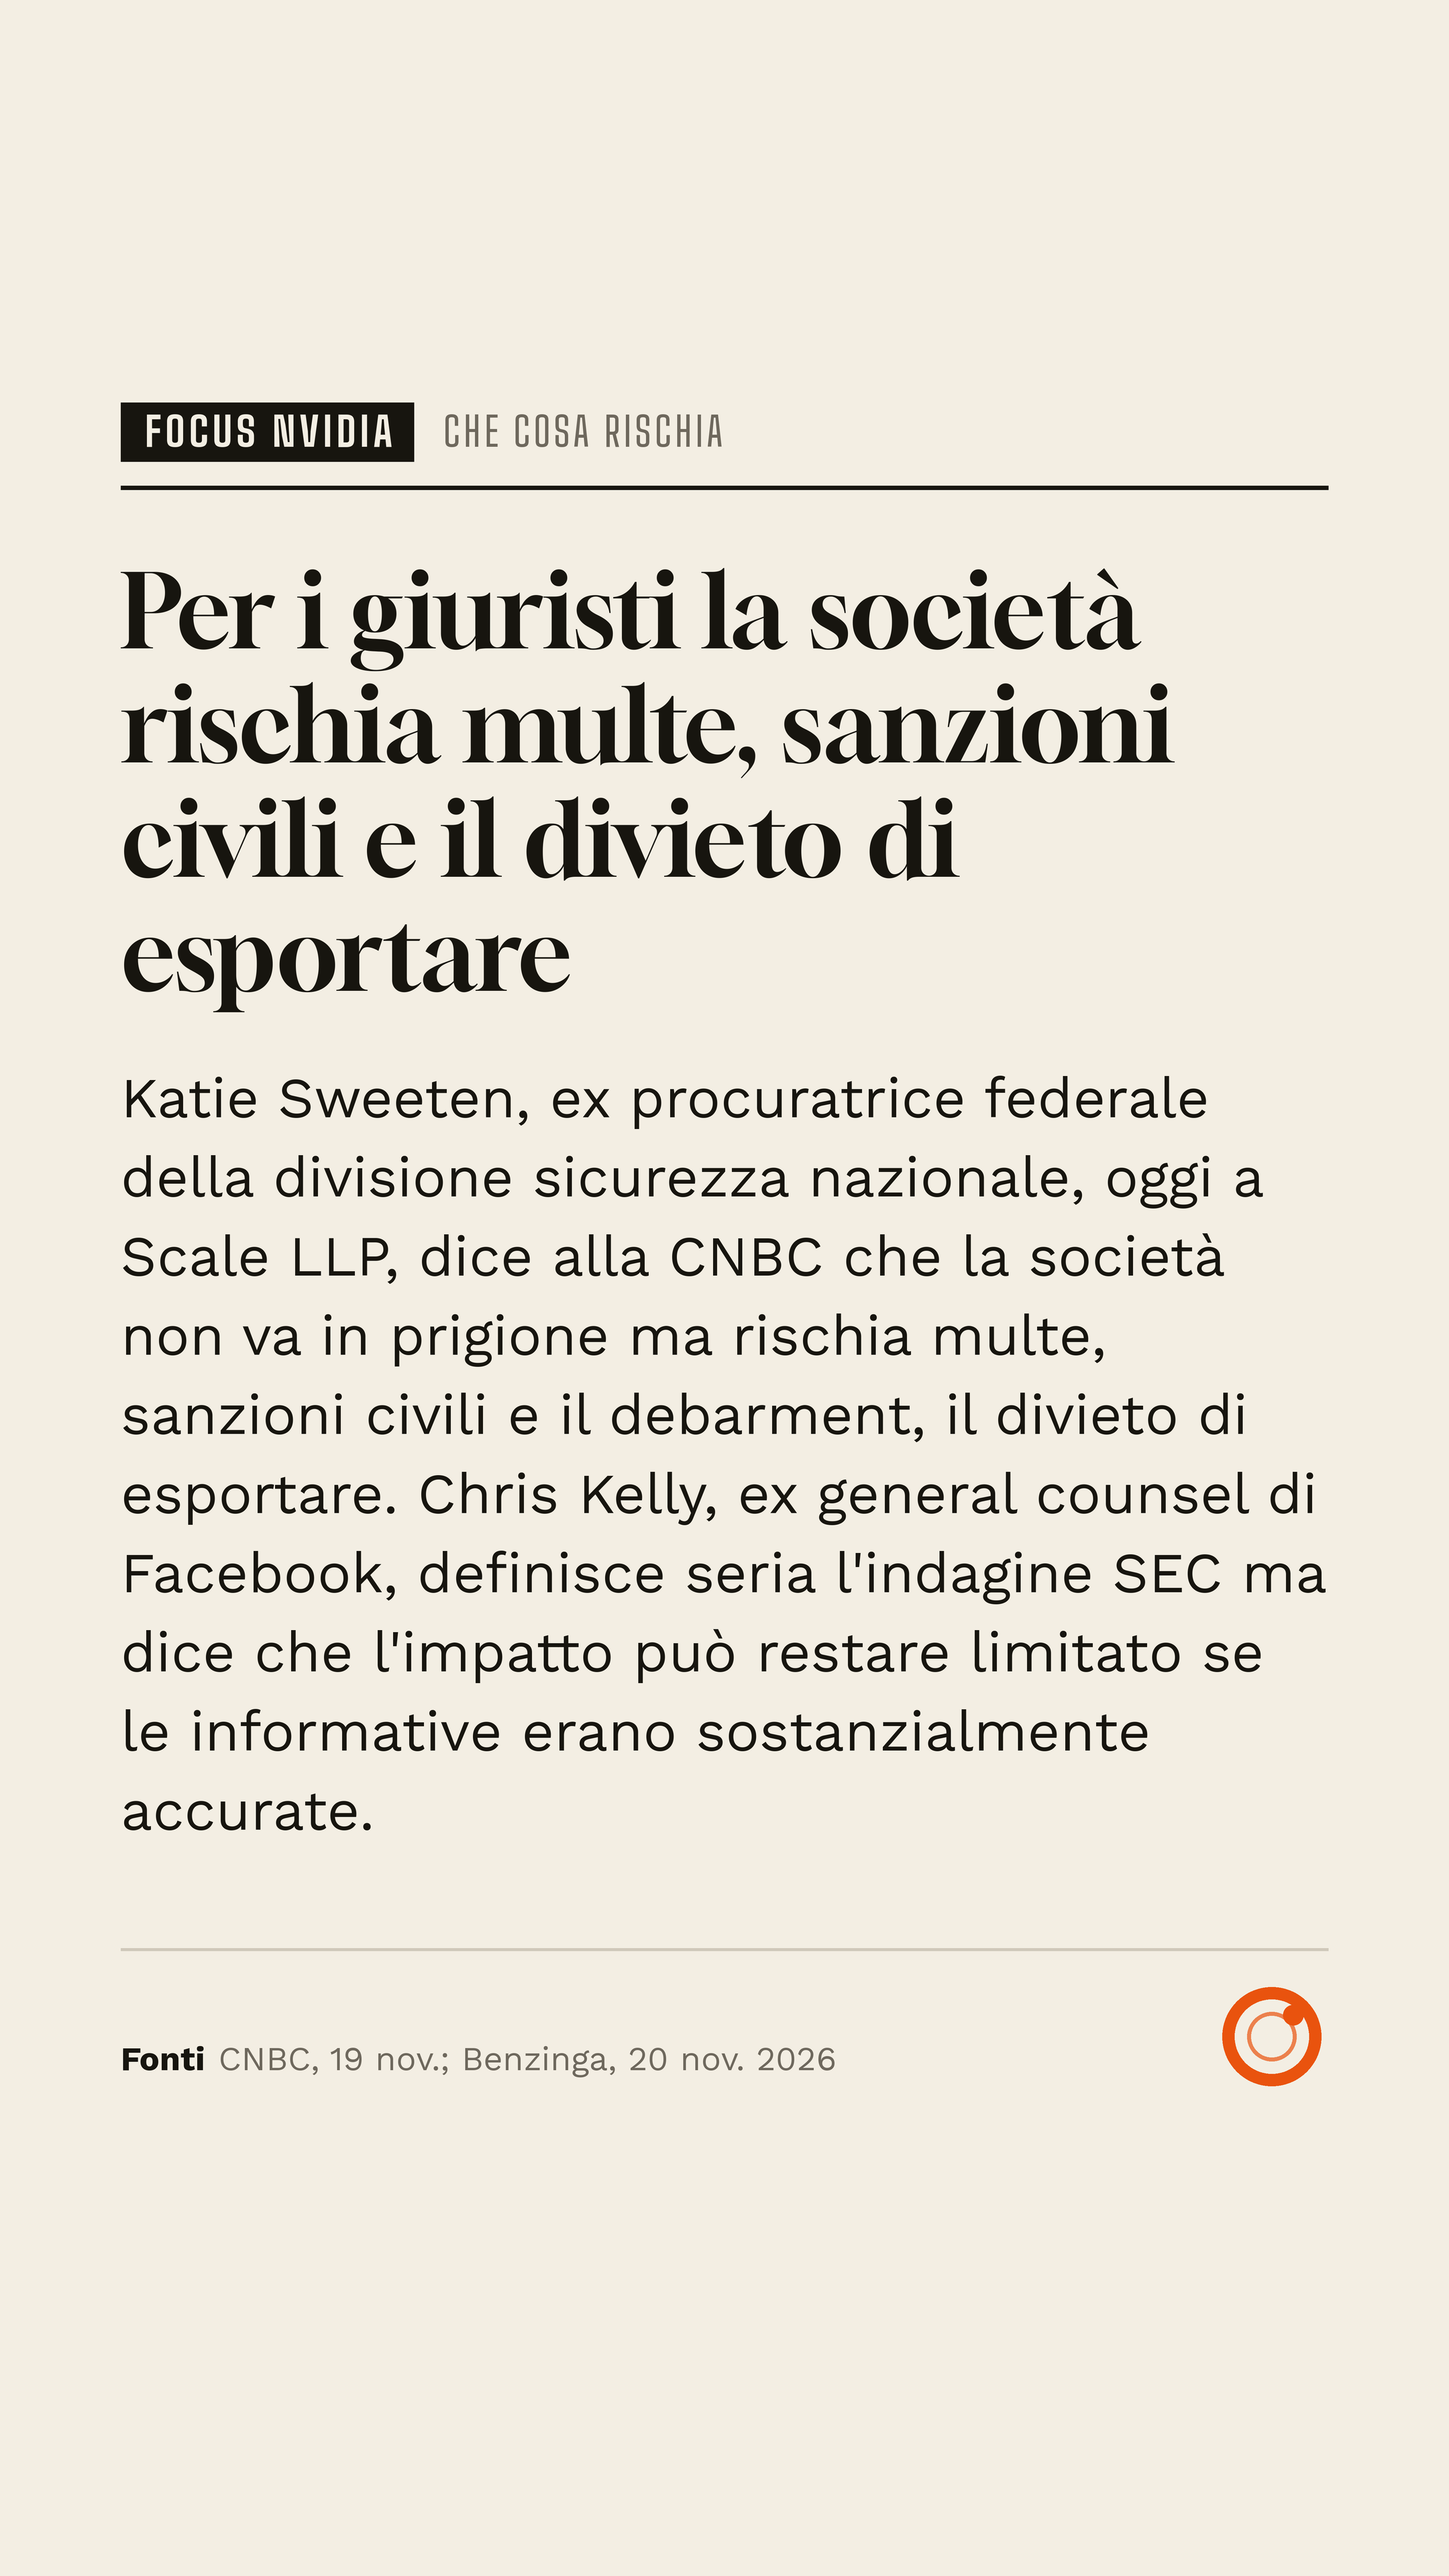 FOCUS NVIDIA CHE COSA RISCHIA
Per i giuristi la società
rischia multe, sanzioni
civili e il divieto di
esportare
Katie Sweeten, ex procuratrice federale
della divisione sicurezza nazionale, oggi a
Scale LLP, dice alla CNBC che la società
non va in prigione ma rischia multe,
sanzioni civili e il debarment, il divieto di
esportare. Chris Kelly, ex general counsel di
Facebook, definisce seria l'indagine SEC ma
dice che l'impatto può restare limitato se
le informative erano sostanzialmente
accurate.
Fonti CNBC, 19 nov.; Benzinga, 20 nov. 2026